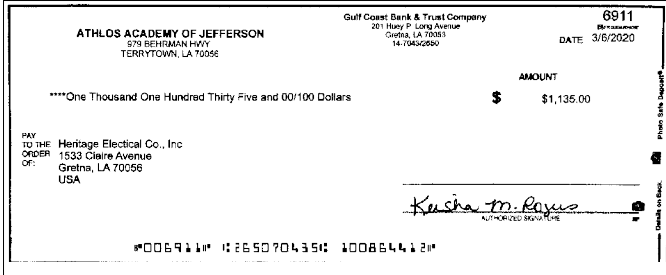 6911
ATHLOS ACADEMY OF JEFFERSON
979 BEHRMAN HWY
TERRYTOWN, LA 70056
Gulf Coast Bank & Trust Company
201 Huey P. Long Avenue
Gretna, LA 70053
14-7043/2650
DATE 3/6/2020
AMOUNT
****One Thousand One Hundred Thirty Five and 00/100 Dollars
$ $1,135.00
PAY
TO THE
ORDER
OF:
Heritage Electical Co., Inc
1533 Claire Avenue
Gretna, LA 70056
USA
Keisha M.
AUTHORIZED SIGNATURE
Photo Safe Deposit®
Details on Back.
⑈006911⑈ ⑆265070435⑆ 100864412⑈